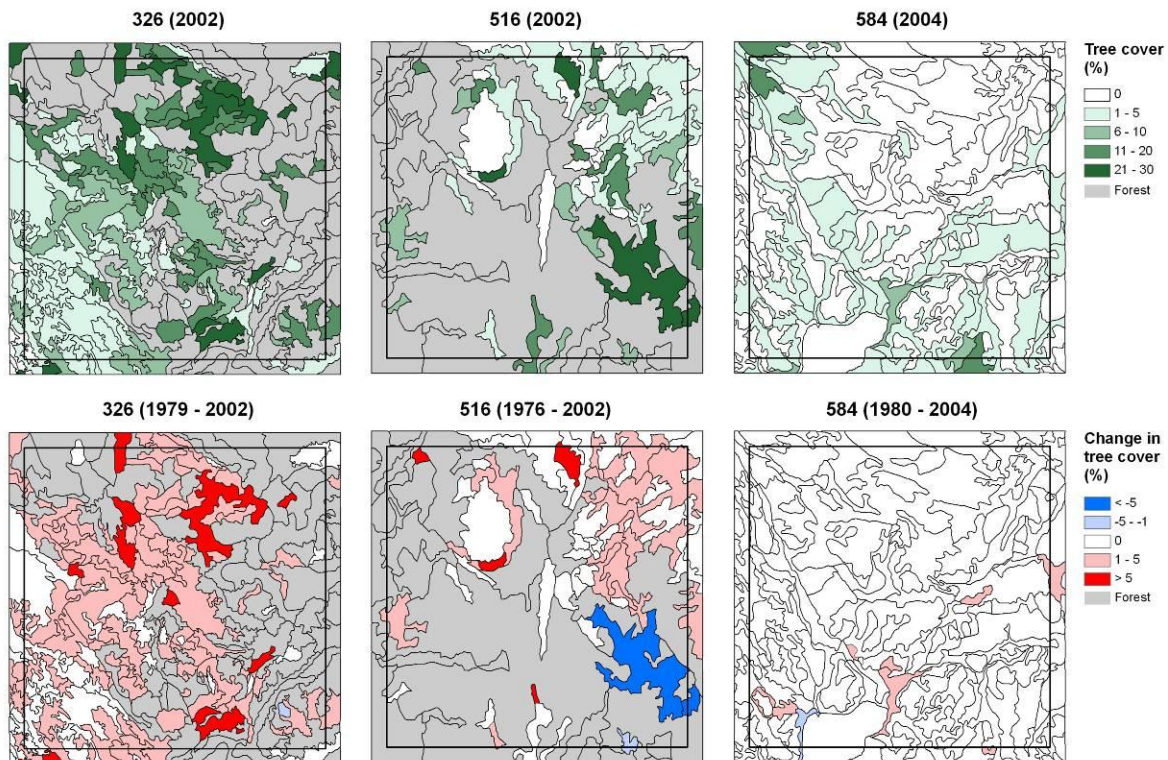 326 (2002)
516 (2002)
584 (2004)
Tree cover
(%)
0
1 - 5
6 - 10
11 - 20
21 - 30
Forest
326 (1979 - 2002)
516 (1976 - 2002)
584 (1980 - 2004)
Change in
tree cover
(%)
< -5
-5 - -1
0
1 - 5
> 5
Forest